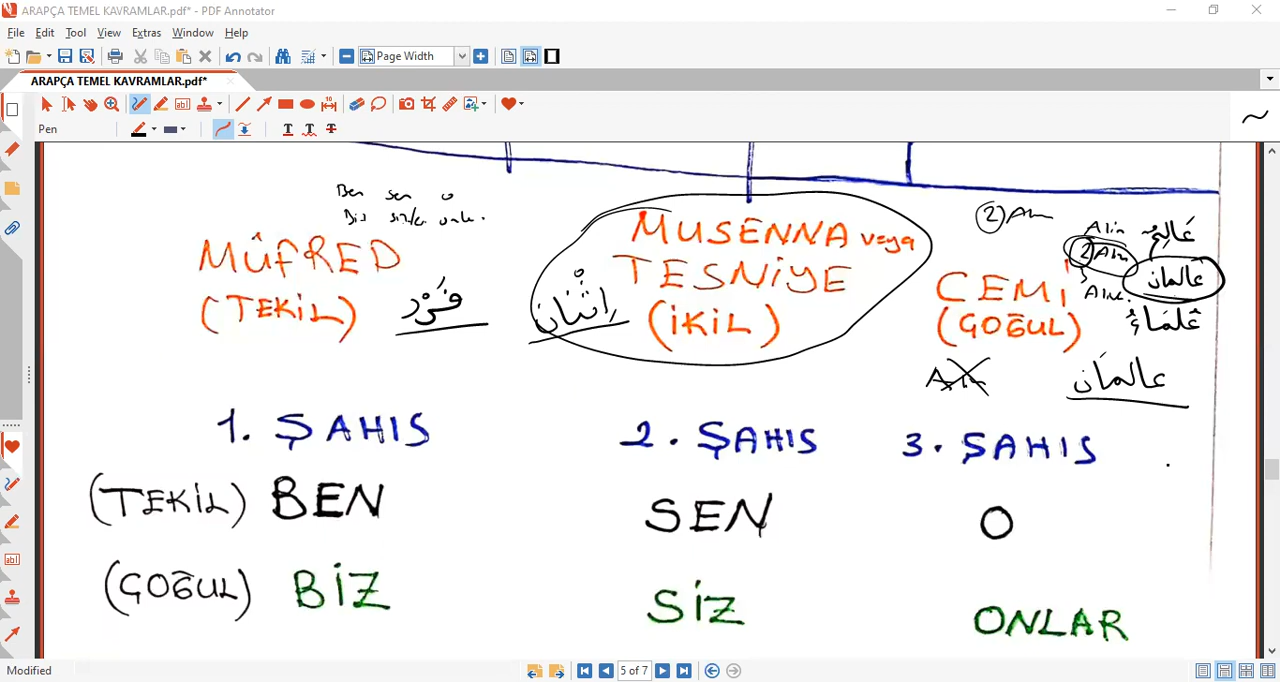 ARAPÇA TEMEL KAVRAMLAR.pdf* - PDF Annotator
File Edit Tool View Extras Window Help
Page Width
ARAPÇA TEMEL KAVRAMLAR.pdf*
Pen
Ben sen o
Biz sizler onlar.
MÜFRED
(TEKİL)
فَرْد
MUSENNA veya
TESNİYE
(İKİL)
اِثْنَانِ
CEMİ
(ÇOĞUL)
2 Alim
Alim عَالِمٌ
2 Alim عَالِمَان
عُلَمَاءُ
عَالِمَان
1. ŞAHIS 2. ŞAHIS 3. ŞAHIS
(TEKİL) BEN SEN O
(ÇOĞUL) BİZ SİZ ONLAR
Modified 5 of 7